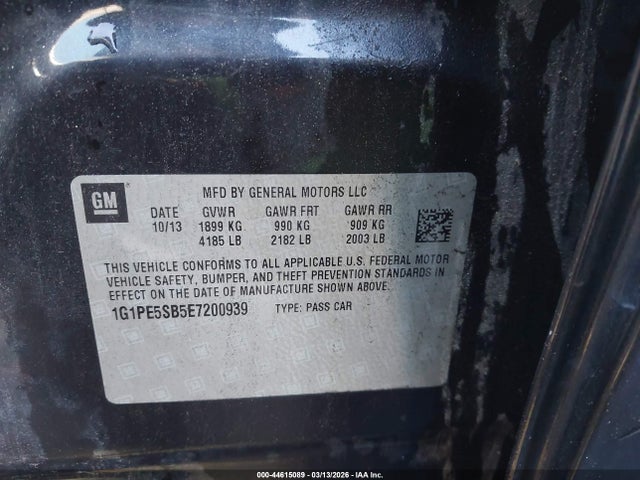 GM
MFD BY GENERAL MOTORS LLC
DATE GVWR GAWR FRT GAWR RR
10/13 1899 KG 990 KG 909 KG
4185 LB 2182 LB 2003 LB
THIS VEHICLE CONFORMS TO ALL APPLICABLE U.S. FEDERAL MOTOR
VEHICLE SAFETY, BUMPER, AND THEFT PREVENTION STANDARDS IN
EFFECT ON THE DATE OF MANUFACTURE SHOWN ABOVE.
1G1PE5SB5E7200939 TYPE: PASS CAR
000-44615089 - 03/13/2026 - IAA Inc.